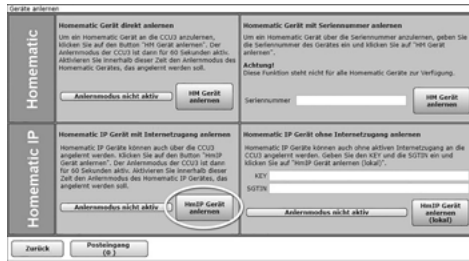 Geräte anlernen
Homematic
Homematic Gerät direkt anlernen
Um ein Homematic Gerät an die CCU3 anzulernen,
klicken Sie auf den Button "HM Gerät anlernen". Der
Anlernmodus der CCU3 ist dann für 60 Sekunden aktiv.
Aktivieren Sie innerhalb dieser Zeit den Anlernmodus des
Homematic Gerätes, das angelernt werden soll.
Anlernmodus nicht aktiv
HM Gerät
anlernen
Homematic Gerät mit Seriennummer anlernen
Um ein Homematic Gerät über die Seriennummer anzulernen, geben Sie
die Seriennummer des Gerätes ein und klicken Sie auf "HM Gerät
anlernen".
Achtung!
Diese Funktion steht nicht für alle Homematic Geräte zur Verfügung.
Seriennummer
HM Gerät
anlernen
Homematic IP
Homematic IP Gerät mit Internetzugang anlernen
Homematic IP Geräte können auch über die CCU3
angelernt werden. Klicken Sie auf den Button "HmIP
Gerät anlernen". Der Anlernmodus der CCU3 ist dann
für 60 Sekunden aktiv. Aktivieren Sie innerhalb dieser
Zeit den Anlernmodus des Homematic IP Gerätes, das
angelernt werden soll.
Anlernmodus nicht aktiv
HmIP Gerät
anlernen
Homematic IP Gerät ohne Internetzugang anlernen
Homematic IP Geräte können auch ohne aktiven Internetzugang an die
CCU3 angelernt werden. Geben Sie den KEY und die SGTIN ein und
klicken Sie auf "HmIP Gerät anlernen (lokal)".
KEY
SGTIN
Anlernmodus nicht aktiv
HmIP Gerät
anlernen
(lokal)
Zurück
Posteingang
(0 )